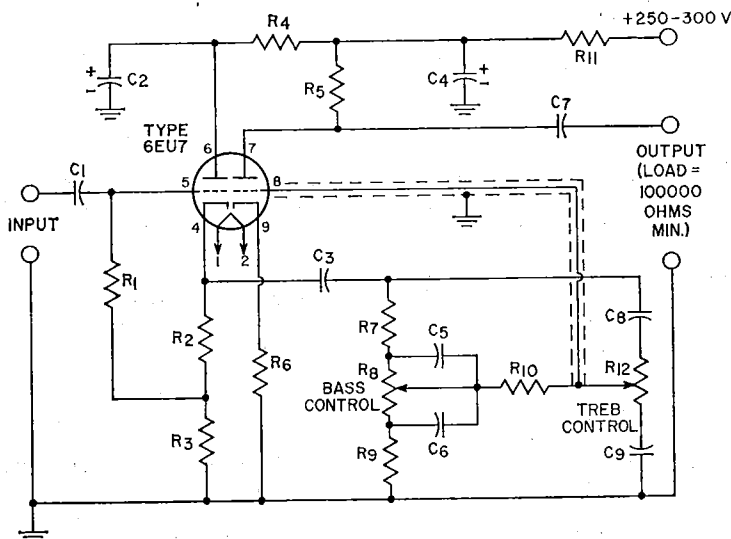 +250-300 V
R4
R11
C2
+
-
R5
C4
+
-
C7
TYPE
6EU7
6
7
C1
5
8
OUTPUT
(LOAD =
100000
OHMS
MIN.)
INPUT
4
9
1
2
C3
R1
R2
R6
R7
C5
C8
R8
BASS
CONTROL
R10
R12
TREB
CONTROL
C6
R3
R9
C9